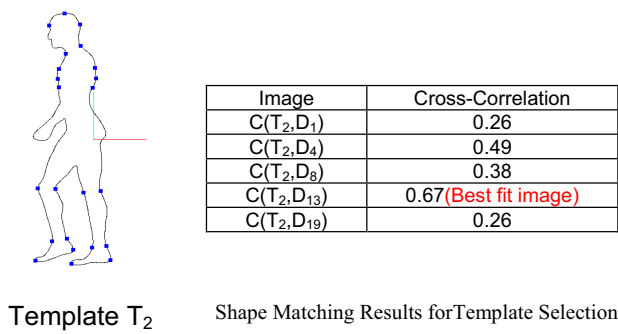 Image Cross-Correlation
C(T₂,D₁) 0.26
C(T₂,D₄) 0.49
C(T₂,D₈) 0.38
C(T₂,D₁₃) 0.67(Best fit image)
C(T₂,D₁₉) 0.26
Template T₂
Shape Matching Results forTemplate Selection